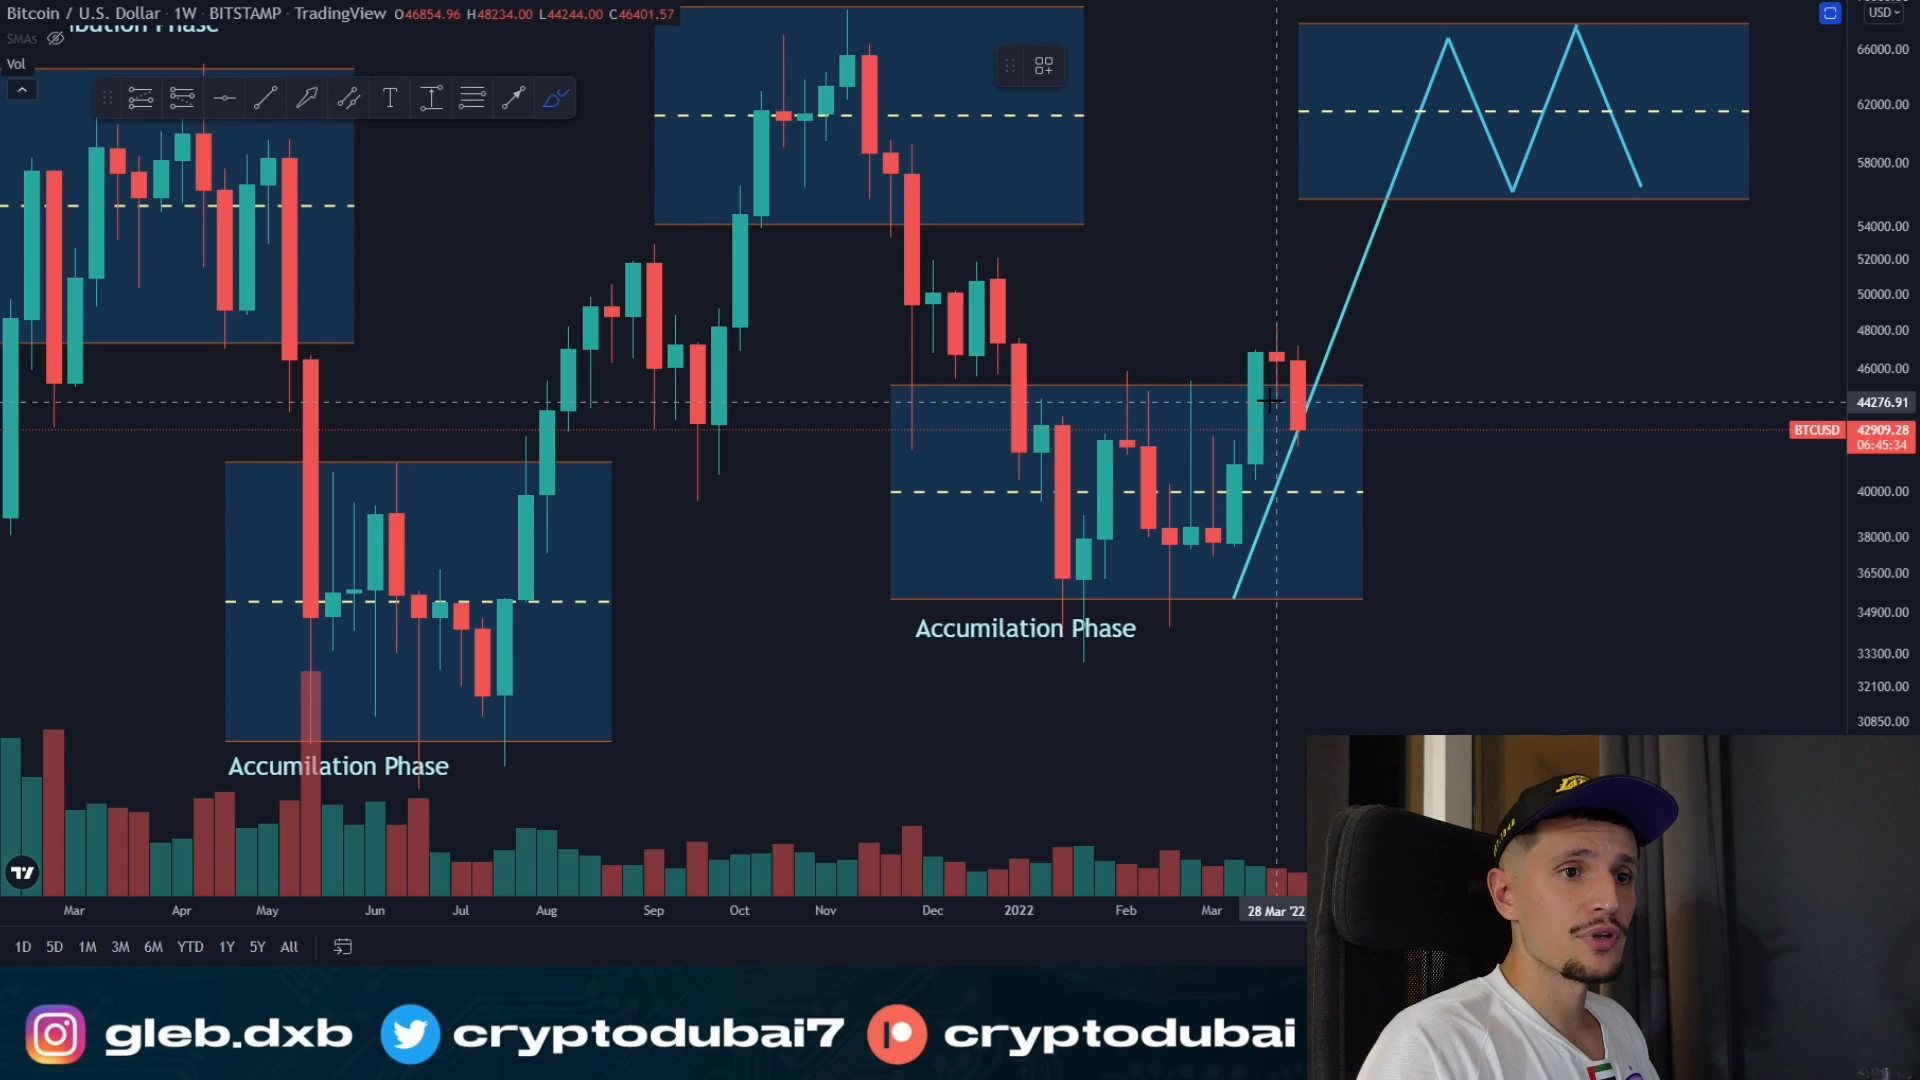 Bitcoin / U.S. Dollar · 1W · BITSTAMP · TradingView O46854.96 H48234.00 L44244.00 C46401.57
ibution Phase
SMAs
Vol
T
USD
66000.00
62000.00
58000.00
54000.00
52000.00
50000.00
48000.00
46000.00
44276.91
BTCUSD 42909.28
06:45:34
40000.00
38000.00
36500.00
34900.00
33300.00
32100.00
30850.00
Accumilation Phase
Accumilation Phase
Mar Apr May Jun Jul Aug Sep Oct Nov Dec 2022 Feb Mar 28 Mar '22
1D 5D 1M 3M 6M YTD 1Y 5Y All
gleb.dxb cryptodubai7 cryptodubai